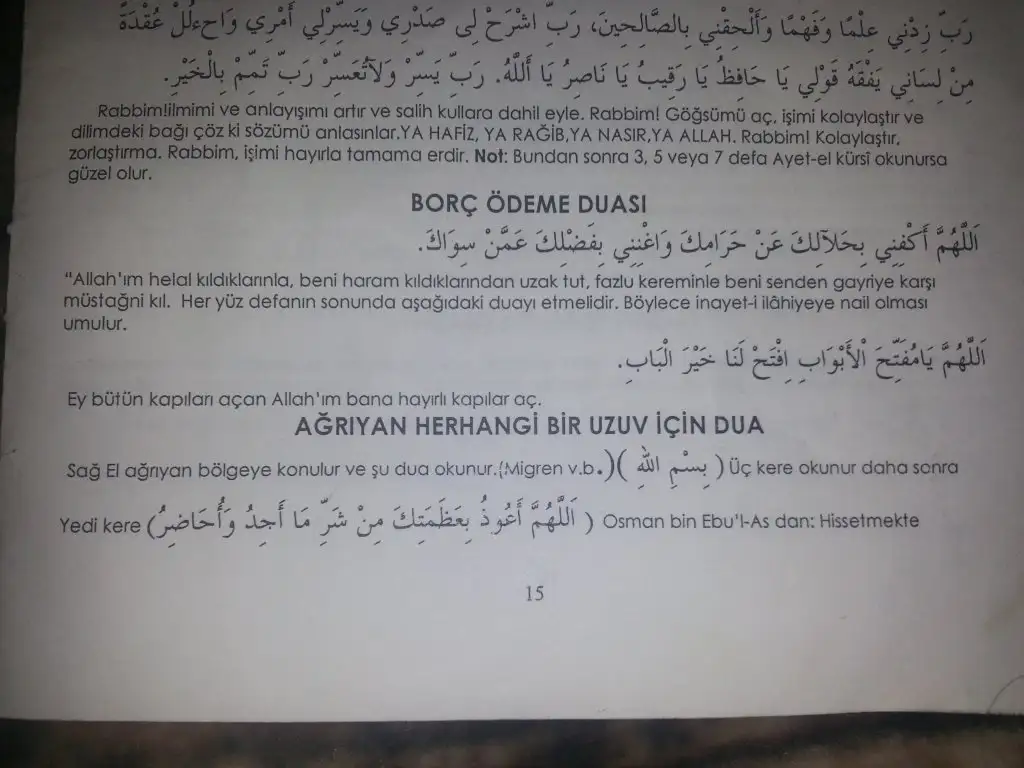 رَبِّ زِدْنِي عِلْمًا وَفَهْمًا وَأَلْحِقْنِي بِالصَّالِحِينَ، رَبِّ اشْرَحْ لِى صَدْرِي وَيَسِّرْلِي أَمْرِي وَاحْلُلْ عُقْدَةً
مِنْ لِسَانِي يَفْقَهُ قَوْلِي يَا حَافِظُ يَا رَقِيبُ يَا نَاصِرُ يَا أَللَّهُ. رَبِّ يَسِّرْ وَلَاتُعَسِّرْ رَبِّ تَمِّمْ بِالْخَيْرِ.
Rabbim!ilmimi ve anlayışımı artır ve salih kullara dahil eyle. Rabbim! Göğsümü aç, işimi kolaylaştır ve
dilimdeki bağı çöz ki sözümü anlasınlar.YA HAFİZ, YA RAĞİB,YA NASIR,YA ALLAH. Rabbim! Kolaylaştır,
zorlaştırma. Rabbim, işimi hayırla tamama erdir. Not: Bundan sonra 3, 5 veya 7 defa Ayet-el kürsi okunursa
güzel olur.
BORÇ ÖDEME DUASI
اَللَّهُمَّ أَكْفِنِي بِحَلَالِكَ عَنْ حَرَامِكَ وَاغْنِنِي بِفَضْلِكَ عَمَّنْ سِوَاكَ.
"Allah'ım helal kıldıklarınla, beni haram kıldıklarından uzak tut, fazlu kereminle beni senden gayriye karşı
müstağni kıl. Her yüz defanın sonunda aşağıdaki duayı etmelidir. Böylece inayet-i ilâhiyeye nail olması
umulur.
اَللَّهُمَّ يَامُفَتِّحَ الْأَبْوَابِ اِفْتَحْ لَنَا خَيْرَ الْبَابِ.
Ey bütün kapıları açan Allah'ım bana hayırlı kapılar aç.
AĞRIYAN HERHANGİ BİR UZUV İÇİN DUA
Sağ El ağrıyan bölgeye konulur ve şu dua okunur.(Migren v.b.)( بِسْمِ اللّٰهِ ) Üç kere okunur daha sonra
Yedi kere (اَللَّهُمَّ أَعُوذُ بِعَظَمَتِكَ مِنْ شَرِّ مَا أَجِدُ وَأُحَاضِرُ ) Osman bin Ebu'l-As dan: Hissetmekte
15